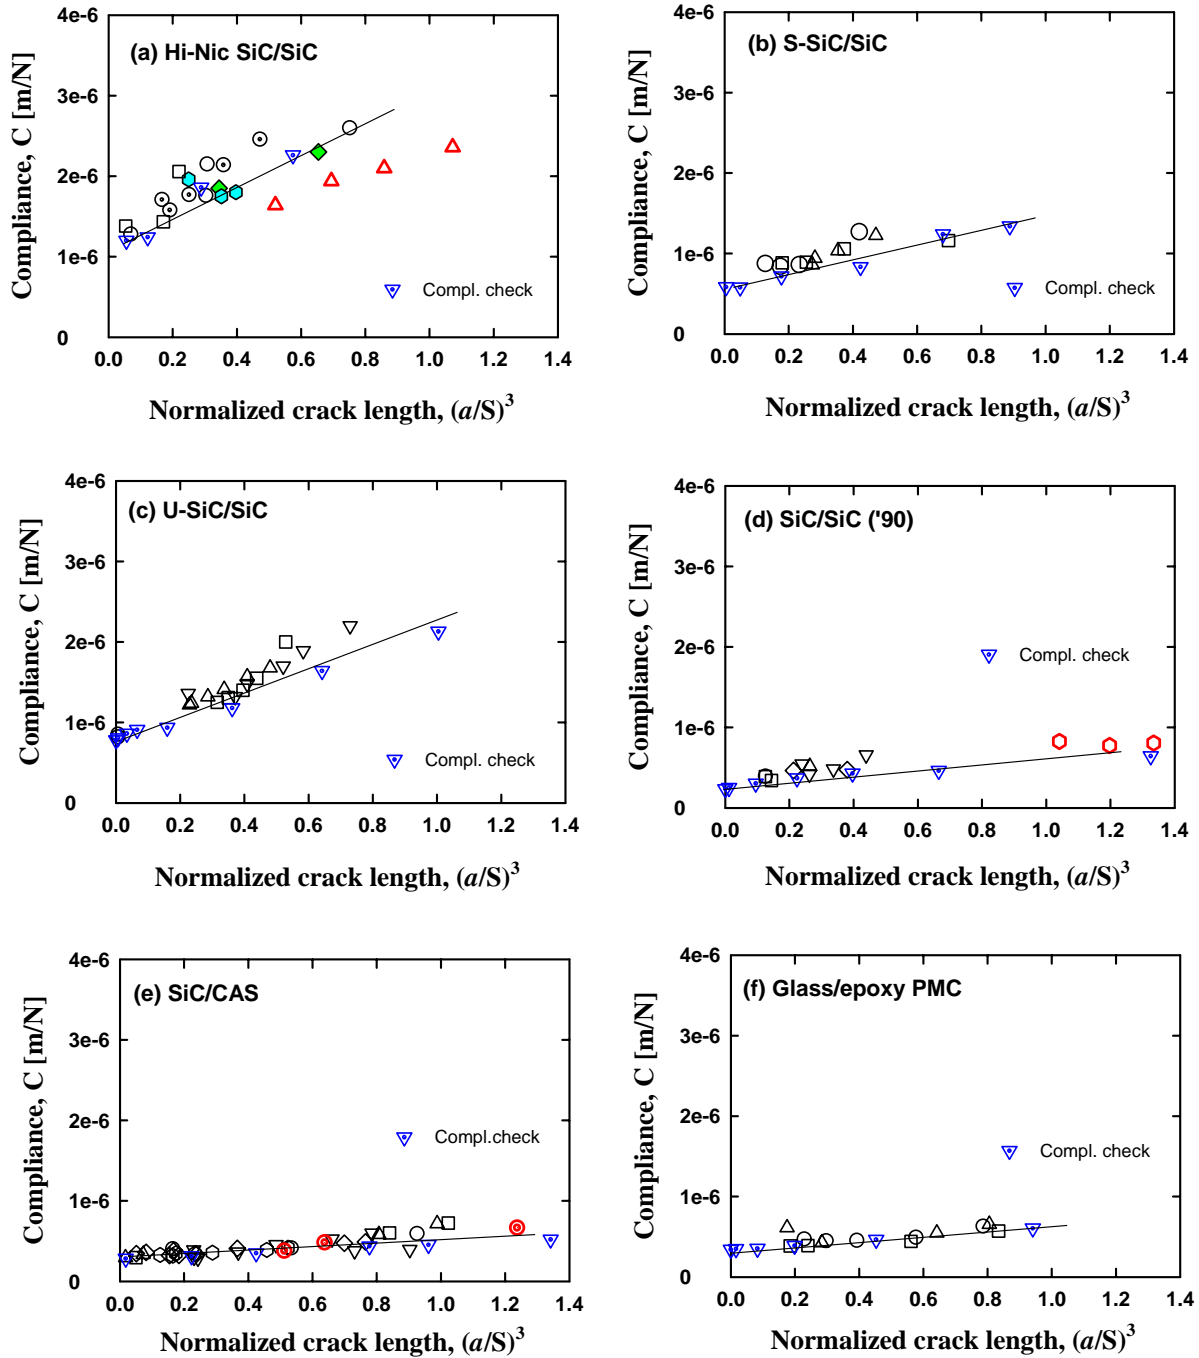 (a) Hi-Nic SiC/SiC
Compliance, C [m/N]
4e-6
3e-6
2e-6
1e-6
0
Compl. check
0.0 0.2 0.4 0.6 0.8 1.0 1.2 1.4
Normalized crack length, (a/S)³
(b) S-SiC/SiC
Compliance, C [m/N]
4e-6
3e-6
2e-6
1e-6
0
Compl. check
0.0 0.2 0.4 0.6 0.8 1.0 1.2 1.4
Normalized crack length, (a/S)³
(c) U-SiC/SiC
Compliance, C [m/N]
4e-6
3e-6
2e-6
1e-6
0
Compl. check
0.0 0.2 0.4 0.6 0.8 1.0 1.2 1.4
Normalized crack length, (a/S)³
(d) SiC/SiC ('90)
Compliance, C [m/N]
4e-6
3e-6
2e-6
1e-6
0
Compl. check
0.0 0.2 0.4 0.6 0.8 1.0 1.2 1.4
Normalized crack length, (a/S)³
(e) SiC/CAS
Compliance, C [m/N]
4e-6
3e-6
2e-6
1e-6
0
Compl.check
0.0 0.2 0.4 0.6 0.8 1.0 1.2 1.4
Normalized crack length, (a/S)³
(f) Glass/epoxy PMC
Compliance, C [m/N]
4e-6
3e-6
2e-6
1e-6
0
Compl. check
0.0 0.2 0.4 0.6 0.8 1.0 1.2 1.4
Normalized crack length, (a/S)³